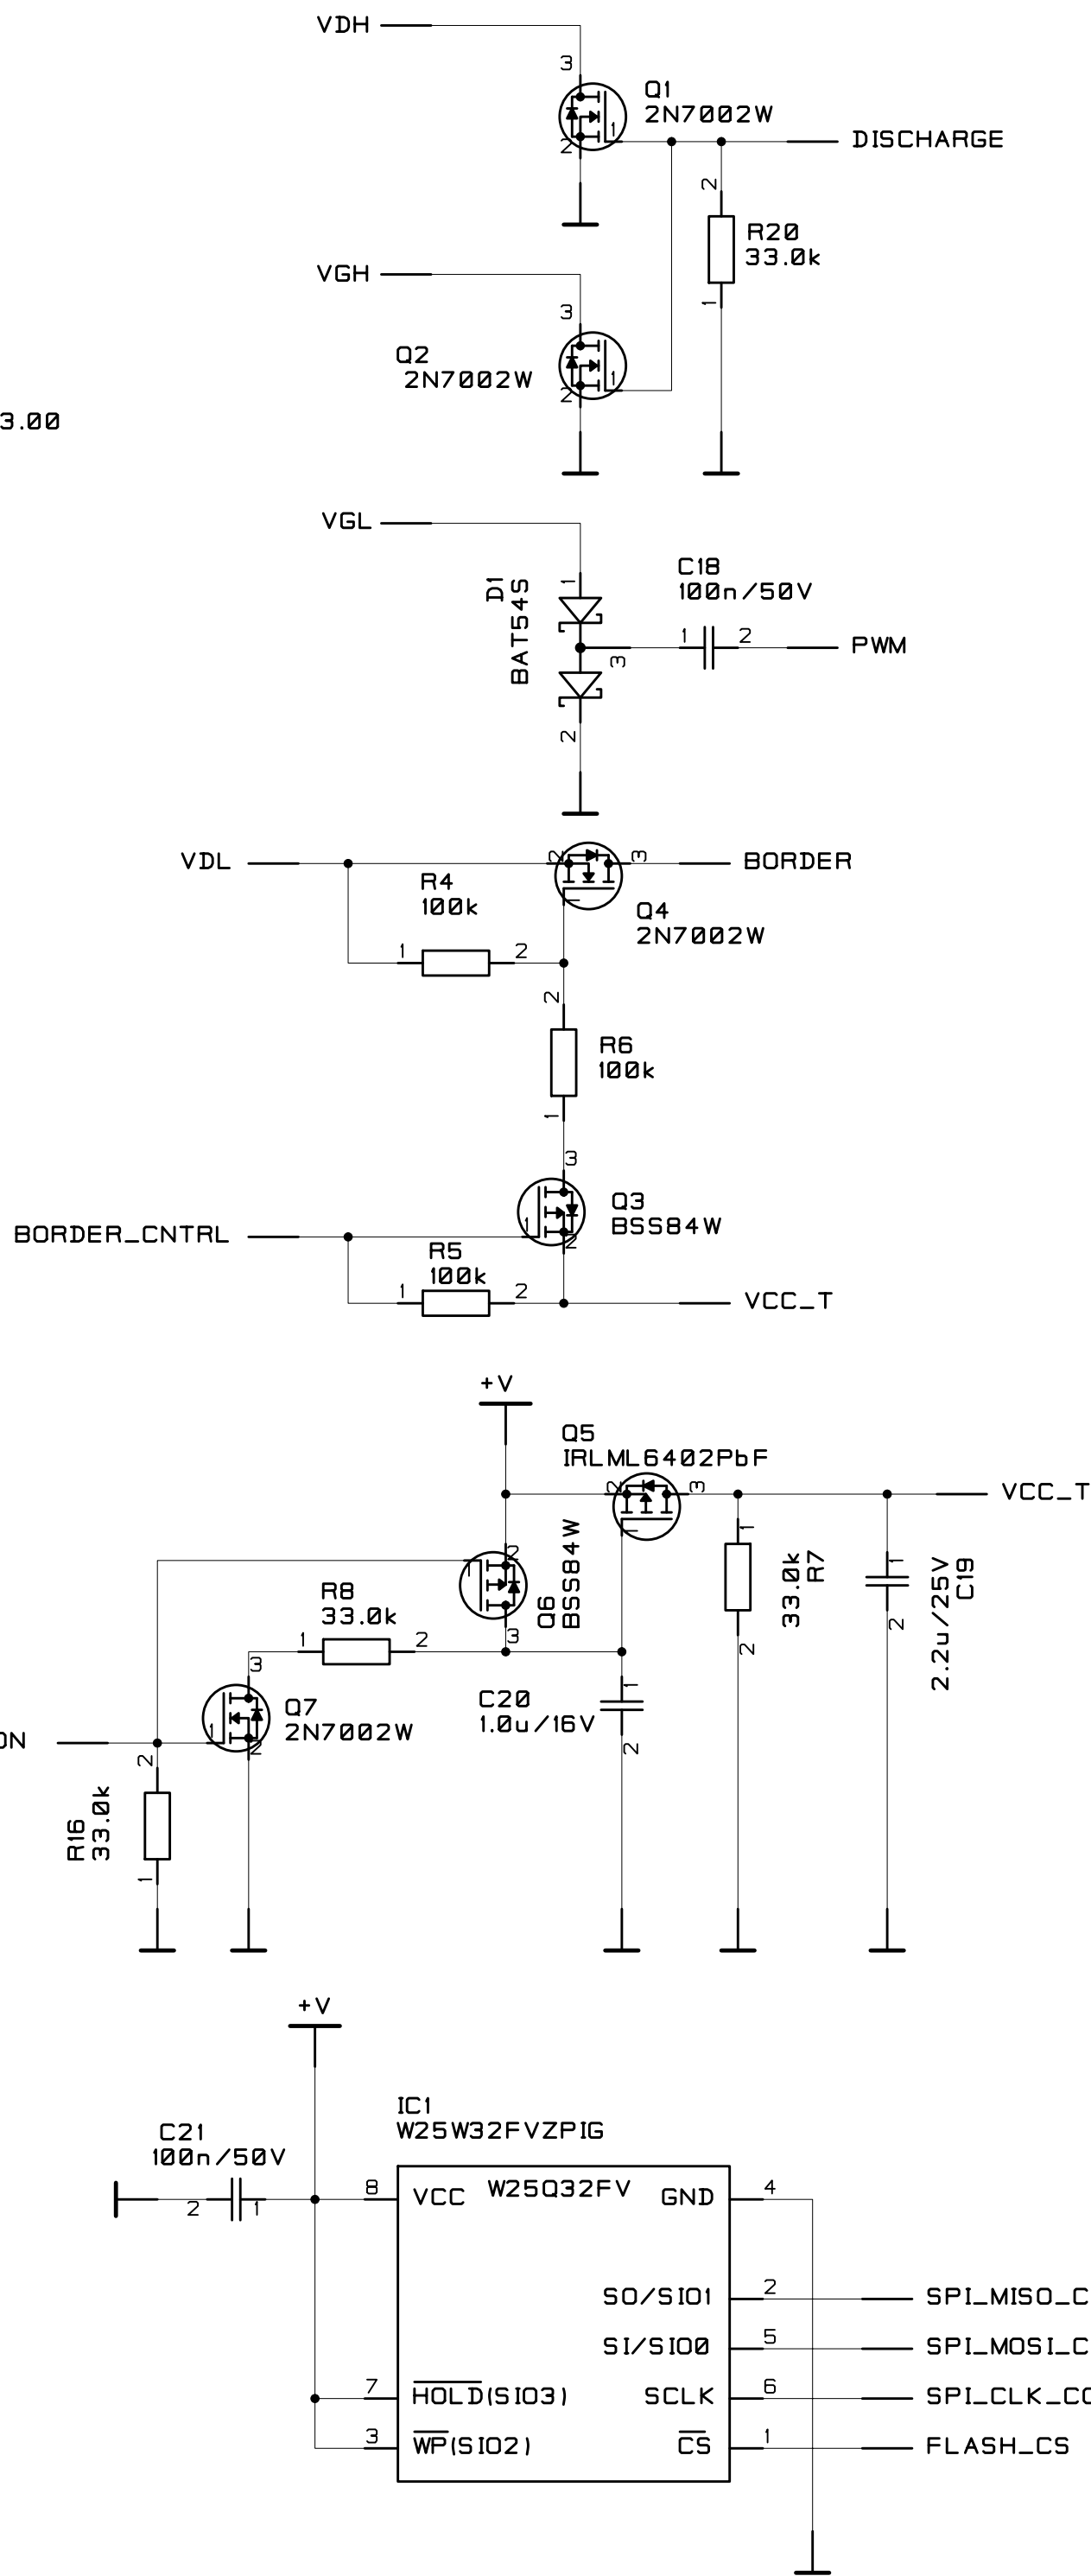 VDH
3
Q1
2N7002W
1
2
DISCHARGE
2
R20
33.0k
1
VGH
3
Q2
2N7002W
1
2
3.00
VGL
1
D1
BAT54S
C18
100n/50V
1
2
PWM
3
2
VDL
2
3
BORDER
1
Q4
2N7002W
R4
100k
1
2
2
R6
100k
1
3
Q3
BSS84W
1
2
BORDER_CNTRL
R5
100k
1
2
VCC_T
+V
Q5
IRLML6402PbF
2
3
1
VCC_T
1
2
Q6
BSS84W
3
R8
33.0k
1
2
1
33.0k
R7
2
1
2.2u/25V
C19
2
3
Q7
2N7002W
1
2
C20
1.0u/16V
1
2
ON
2
R16
33.0k
1
+V
IC1
W25W32FVZPIG
C21
100n/50V
2
1
8
VCC
W25Q32FV
GND
4
SO/SIO1
2
SPI_MISO_C
SI/SIO0
5
SPI_MOSI_C
7
HOLD(SIO3)
SCLK
6
SPI_CLK_CO
3
WP(SIO2)
CS
1
FLASH_CS